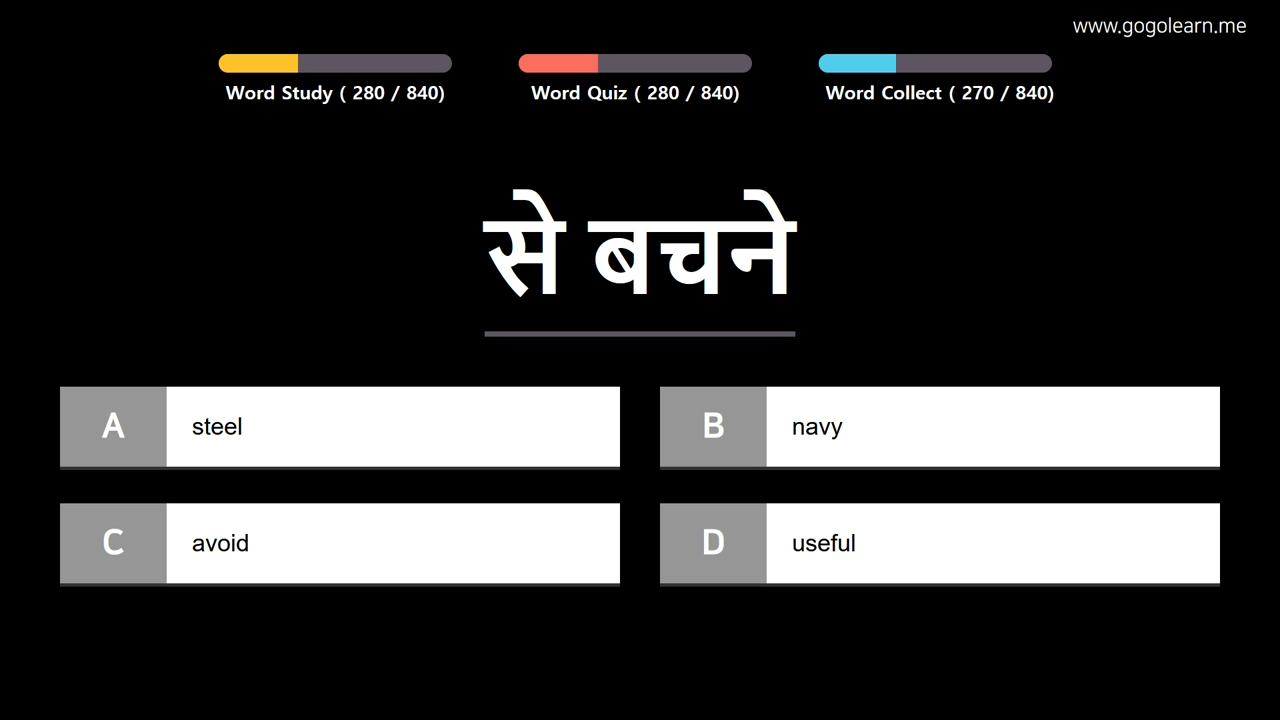 www.gogolearn.me
Word Study ( 280 / 840)
Word Quiz ( 280 / 840)
Word Collect ( 270 / 840)
से बचने
A steel
B navy
C avoid
D useful